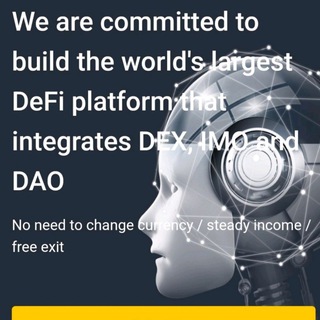 We are committed to
build the world's largest
DeFi platform that
integrates DEX, IMO and
DAO
No need to change currency / steady income /
free exit